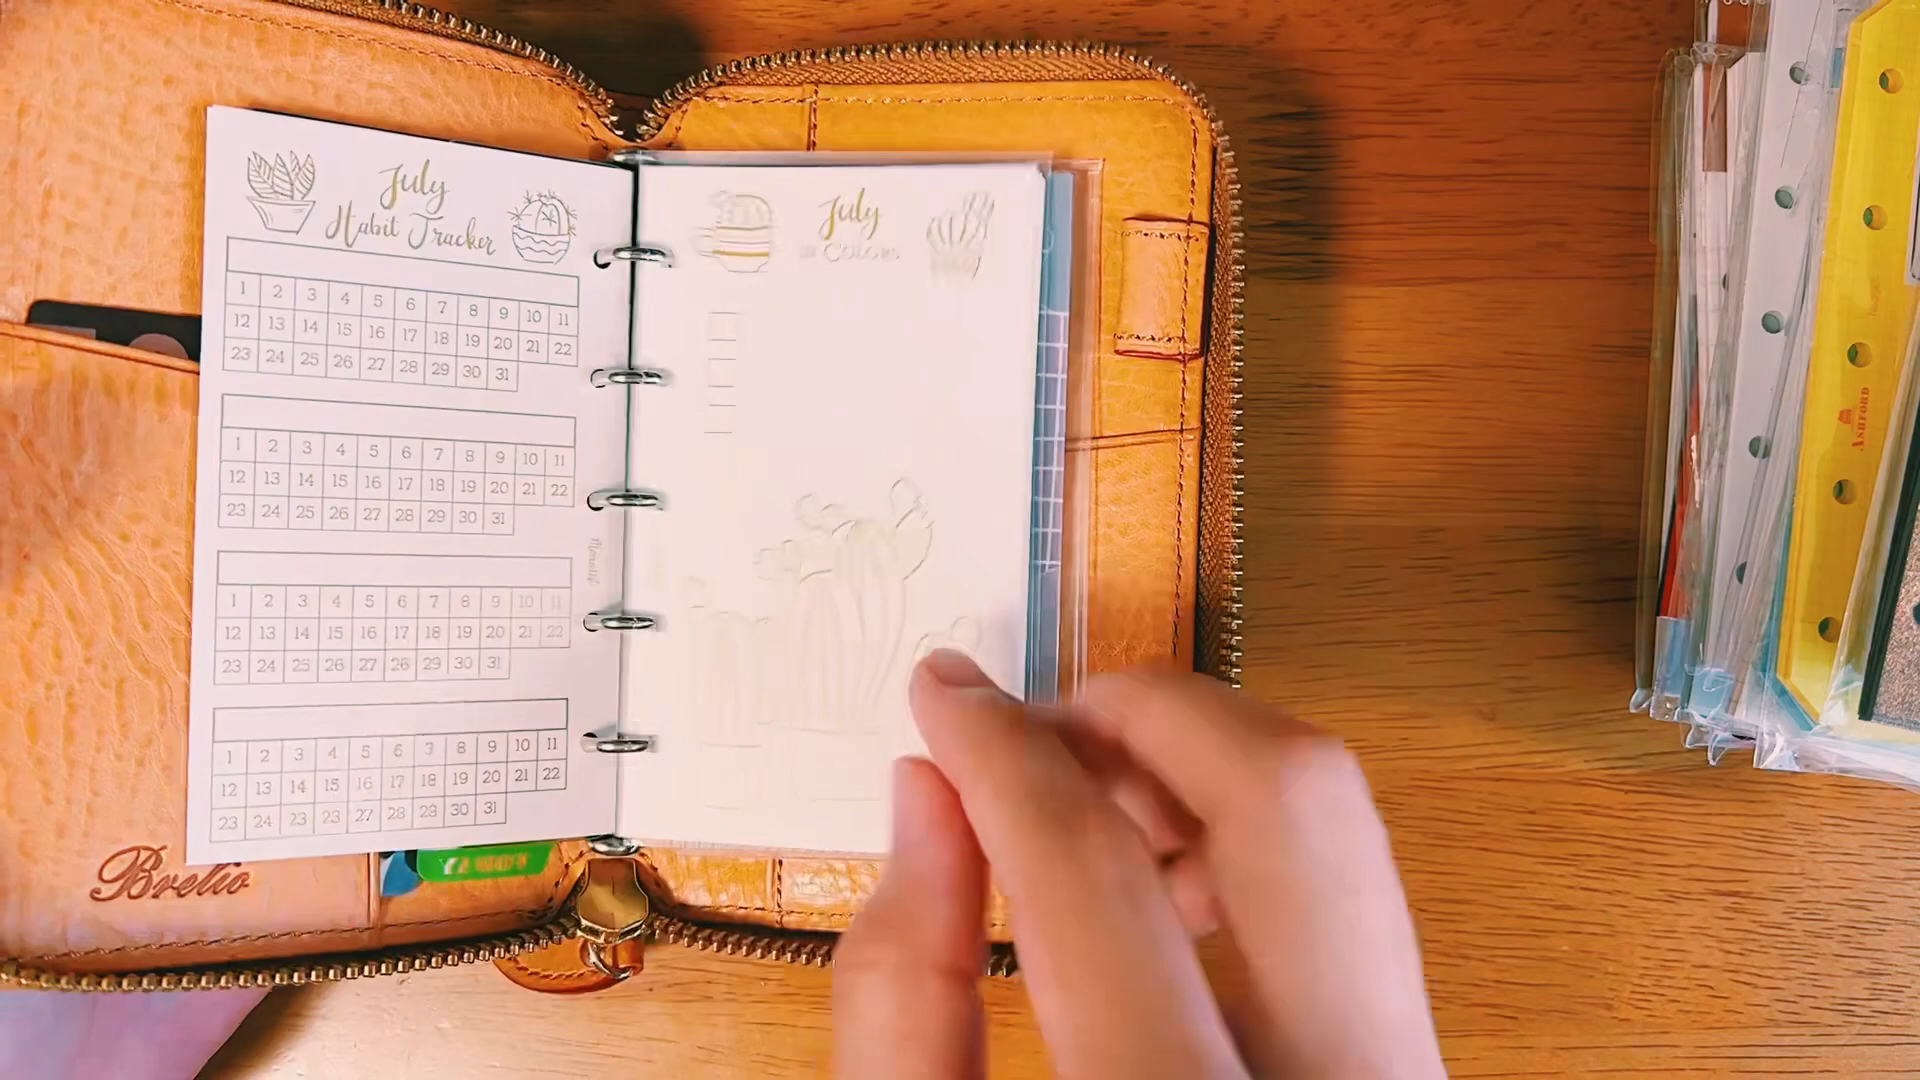 July
Habit Tracker
1 2 3 4 5 6 7 8 9 10 11
12 13 14 15 16 17 18 19 20 21 22
23 24 25 26 27 28 29 30 31
1 2 3 4 5 6 7 8 9 10 11
12 13 14 15 16 17 18 19 20 21 22
23 24 25 26 27 28 29 30 31
1 2 3 4 5 6 7 8 9 10 11
12 13 14 15 16 17 18 19 20 21 22
23 24 25 26 27 26 29 30 31
1 2 3 4 5 6 3 8 9 10 11
12 13 14 15 16 17 18 19 20 21 22
23 24 23 23 27 28 29 30 31
July
in Colors
Brelio
ASHFORD